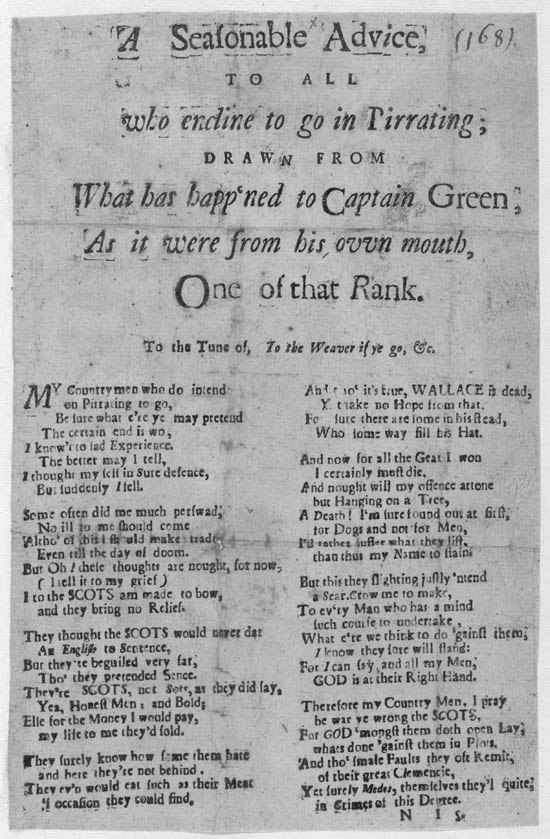 A Seaſonable Advice,
(168)
TO ALL
who encline to go in Pirrating;
DRAWN FROM
What has happ'ned to Captain Green;
As it were from his ovvn mouth,
One of that Rank.
To the Tune of, To the Weaver if ye go, &c.
MY Countrymen who do intend
on Pirrating to go,
Be ſure what e're ye may pretend
The certain end is wo;
I know't to ſad Experience,
The better may I tell,
I thought my ſelf in Sure defence,
But ſuddenly I fell.
Some often did me much perſwad;
No ill to me ſhould come
Altho' of this I ſhould make trade,
Even till the day of doom.
But Oh! theſe thoughts are nought, for now,
( I tell it to my grief)
I to the SCOTS am made to bow,
and they bring no Relief.
They thought the SCOTS would never dar
An Engliſh to Sentence,
But they're beguiled very far,
Tho' they pretended Sence.
They're SCOTS, not Sots, as they did ſay,
Yea, Honeſt Men, and Bold;
Elſe for the Money I would pay,
my life to me they'd ſold.
They ſurely know how ſome them hate
and here they're not behind,
They ev'n would eat ſuch as their Meat
if occaſion they could find,
And tho' it's true, WALLACE is dead,
Yet take no Hope from that,
For ſure there are ſome in his ſtead,
Who ſome way fill his Hat.
And now for all the Gear I won
I certainly muſt die,
And nought will my offence attone
but Hanging on a Tree,
A Death! I'm ſure found out at firſt,
for Dogs and not for Men,
I'd rather ſuffer what they liſt,
than thus my Name to ſtain.
But this they ſlighting juſtly 'ntend
a Scar-Crow me to make,
To ev'ry Man who has a mind
ſuch courſe to undertake,
What e're we think to do 'gainſt them,
I know they ſure will ſtand:
For I can ſay, and all my Men,
GOD is at their Right Hand.
Therefore my Country Men, I pray
be war ye wrong the SCOTS,
For GOD 'mongſt them doth open Lay,
whats done 'gainſt them in Plots,
And tho' ſmale Faults they oft Remit,
of their great Clemencie,
Yet ſurely Medes, themſelves they'l quite,
in Crimes of this Degree.
N I S.